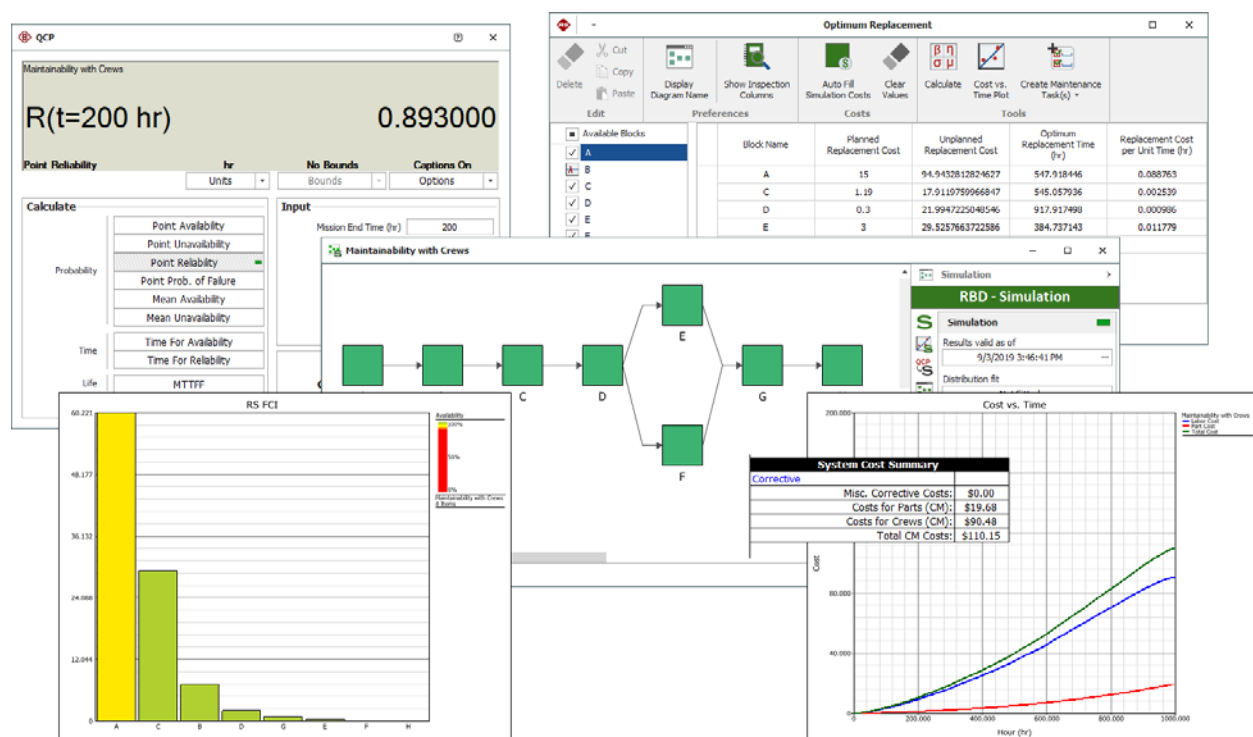 QCP
Maintainability with Crews
R(t=200 hr) 0.893000
Point Reliability hr No Bounds Captions On
Units Bounds Options
Calculate
Input
Mission End Time (hr) 200
Probability
Point Availability
Point Unavailability
Point Reliability
Point Prob. of Failure
Mean Availability
Mean Unavailability
Time
Time For Availability
Time For Reliability
Life
MTTFF
Optimum Replacement
Delete
Cut
Copy
Paste
Display Diagram Name
Show Inspection Columns
Auto Fill Simulation Costs
Clear Values
Calculate
Cost vs. Time Plot
Create Maintenance Task(s)
Edit Preferences Costs Tools
Available Blocks
A
B
C
D
E
Block Name Planned Replacement Cost Unplanned Replacement Cost Optimum Replacement Time (hr) Replacement Cost per Unit Time (hr)
A 15 94.9432812824627 547.918446 0.088763
C 1.19 17.9119759966847 545.057936 0.002539
D 0.3 21.9947225048546 917.917498 0.000986
E 3 29.5257663722586 384.737143 0.011779
Maintainability with Crews
E
C D G
F
Simulation
RBD - Simulation
Simulation
Results valid as of
9/3/2019 3:46:41 PM
Distribution fit
RS FCI
60.221
48.177
36.132
24.088
12.044
0
A C B D G E F H
Availability
100%
50%
0%
Maintainability with Crews
8 Items
System Cost Summary
Corrective
Misc. Corrective Costs: $0.00
Costs for Parts (CM): $19.68
Costs for Crews (CM): $90.48
Total CM Costs: $110.15
Cost vs. Time
200.000
80.000
40.000
0.000
Cost
0.000 200.000 400.000 600.000 800.000 1000.000
Hour (hr)
Maintainability with Crews
Labor Cost
Part Cost
Total Cost